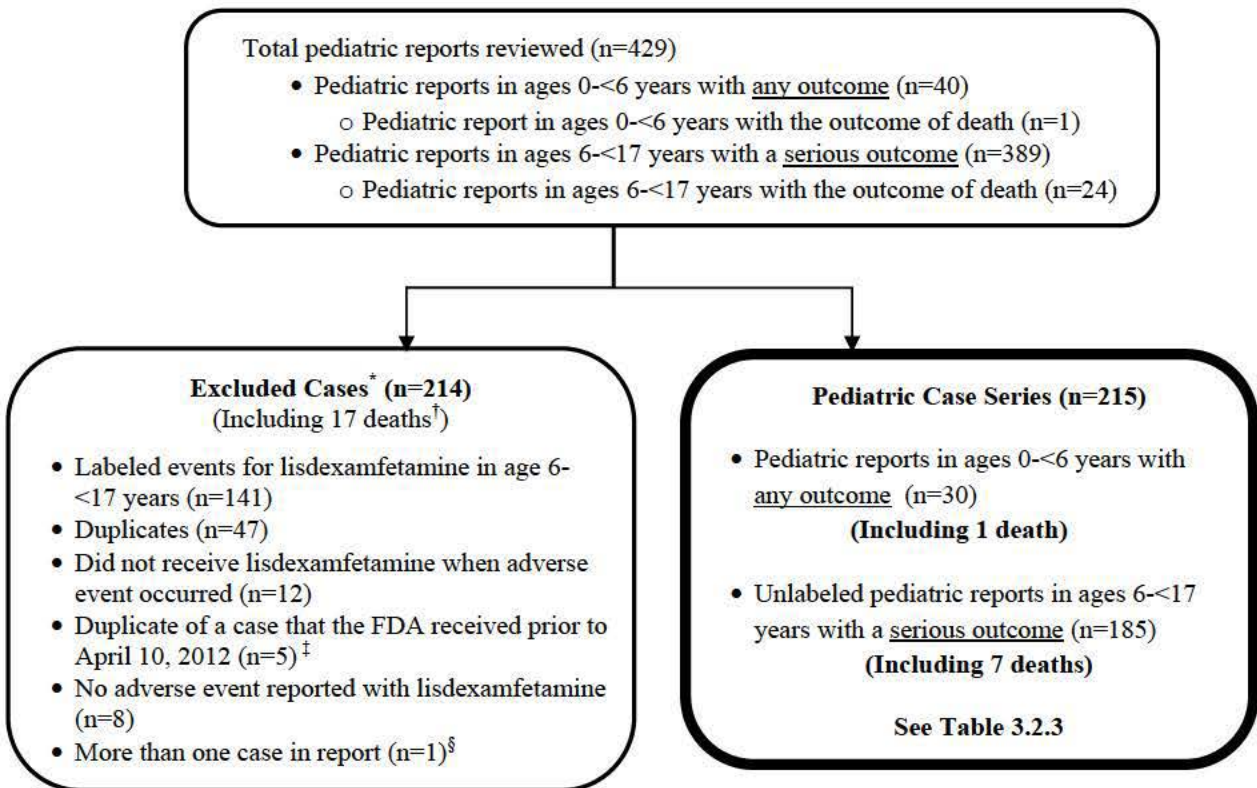 Total pediatric reports reviewed (n=429)
• Pediatric reports in ages 0-<6 years with any outcome (n=40)
o Pediatric report in ages 0-<6 years with the outcome of death (n=1)
• Pediatric reports in ages 6-<17 years with a serious outcome (n=389)
o Pediatric reports in ages 6-<17 years with the outcome of death (n=24)
Excluded Cases* (n=214)
(Including 17 deaths†)
• Labeled events for lisdexamfetamine in age 6-
<17 years (n=141)
• Duplicates (n=47)
• Did not receive lisdexamfetamine when adverse
event occurred (n=12)
• Duplicate of a case that the FDA received prior to
April 10, 2012 (n=5) ‡
• No adverse event reported with lisdexamfetamine
(n=8)
• More than one case in report (n=1)§
Pediatric Case Series (n=215)
• Pediatric reports in ages 0-<6 years with
any outcome (n=30)
(Including 1 death)
• Unlabeled pediatric reports in ages 6-<17
years with a serious outcome (n=185)
(Including 7 deaths)
See Table 3.2.3